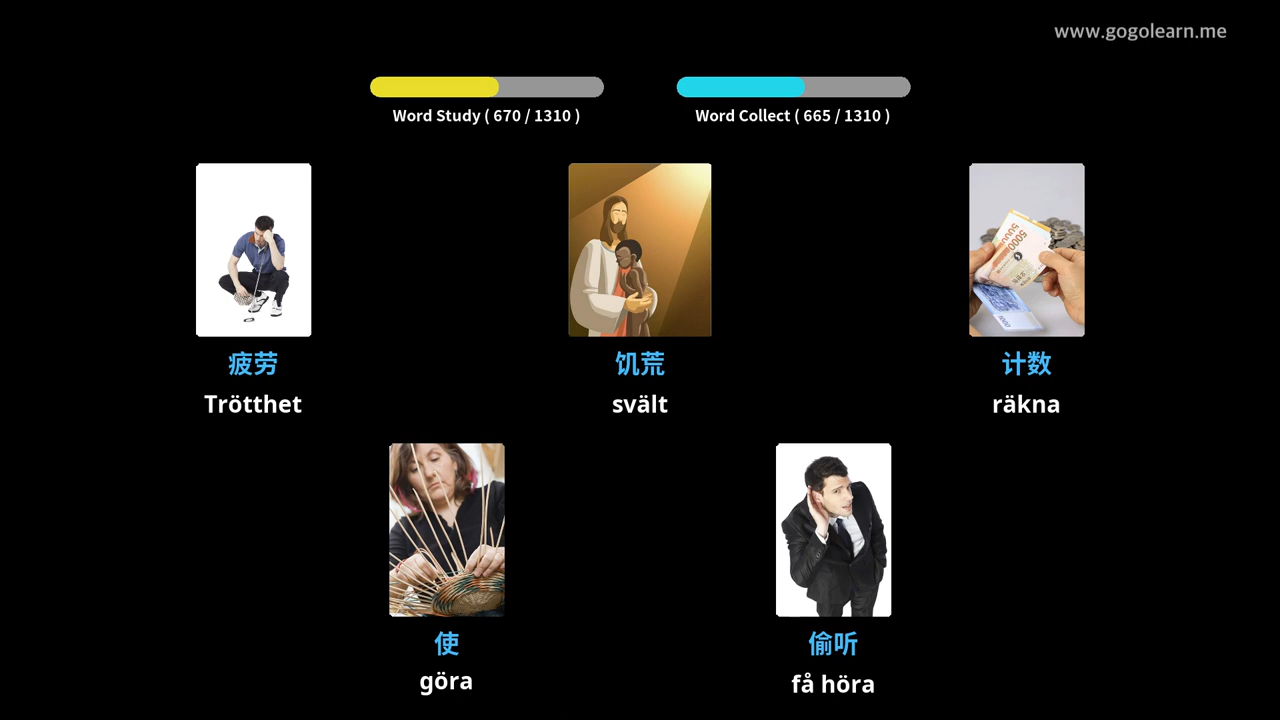 www.gogolearn.me
Word Study ( 670 / 1310 )
Word Collect ( 665 / 1310 )
疲劳
Trötthet
饥荒
svält
计数
räkna
使
göra
偷听
få höra